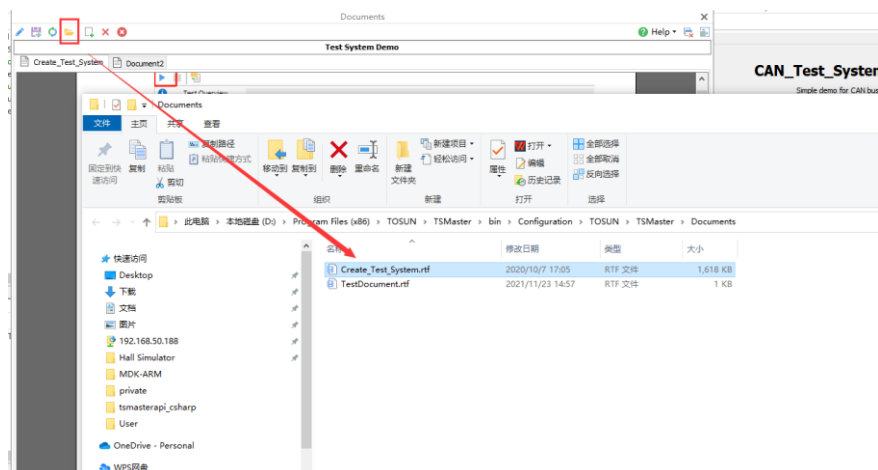 Documents
Help
Test System Demo
Create_Test_System
Document2
CAN_Test_System
Simple demo for CAN bus
Test Overview
Documents
文件 主页 共享 查看
固定到快速访问
复制
粘贴
复制路径
粘贴快捷方式
剪切
移动到
复制到
删除
重命名
新建文件夹
新建项目
轻松访问
属性
打开
编辑
历史记录
全部选择
全部取消
反向选择
剪贴板
组织
新建
打开
选择
此电脑 > 本地磁盘 (D:) > Program Files (x86) > TOSUN > TSMaster > bin > Configuration > TOSUN > TSMaster > Documents
名称 修改日期 类型 大小
Create_Test_System.rtf 2020/10/7 17:05 RTF 文件 1,618 KB
TestDocument.rtf 2021/11/23 14:57 RTF 文件 1 KB
快速访问
Desktop
下载
文档
图片
192.168.50.188
Hall Simulator
MDK-ARM
private
tsmasterapi_csharp
User
OneDrive - Personal
WPS网盘